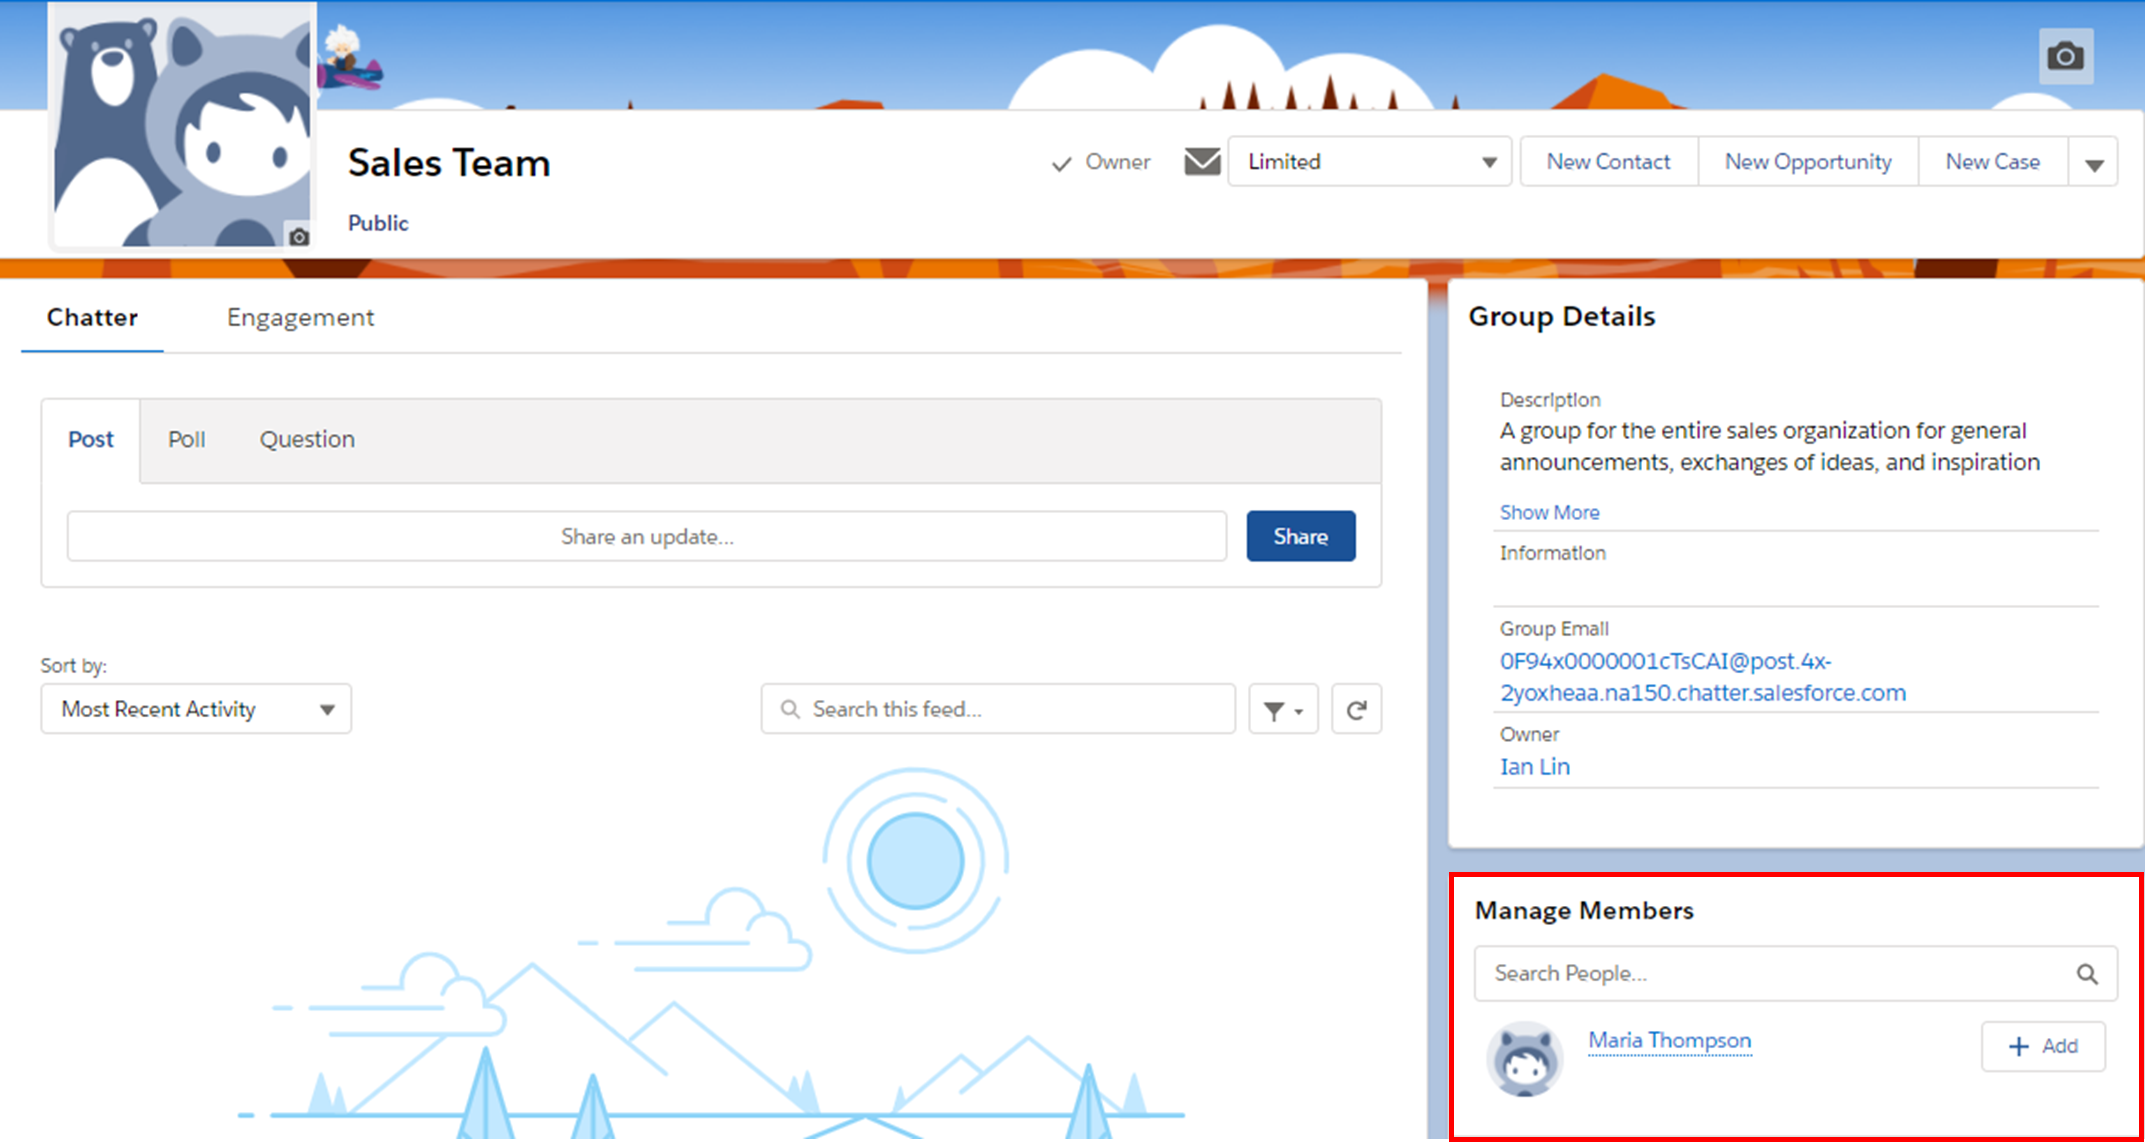 Sales Team
Public
Owner
Limited
New Contact
New Opportunity
New Case
Chatter
Engagement
Post
Poll
Question
Share an update...
Share
Sort by:
Most Recent Activity
Search this feed...
Group Details
Description
A group for the entire sales organization for general
announcements, exchanges of ideas, and inspiration
Show More
Information
Group Email
0F94x0000001cTsCAI@post.4x-
2yoxheaa.na150.chatter.salesforce.com
Owner
Ian Lin
Manage Members
Search People...
Maria Thompson
Add